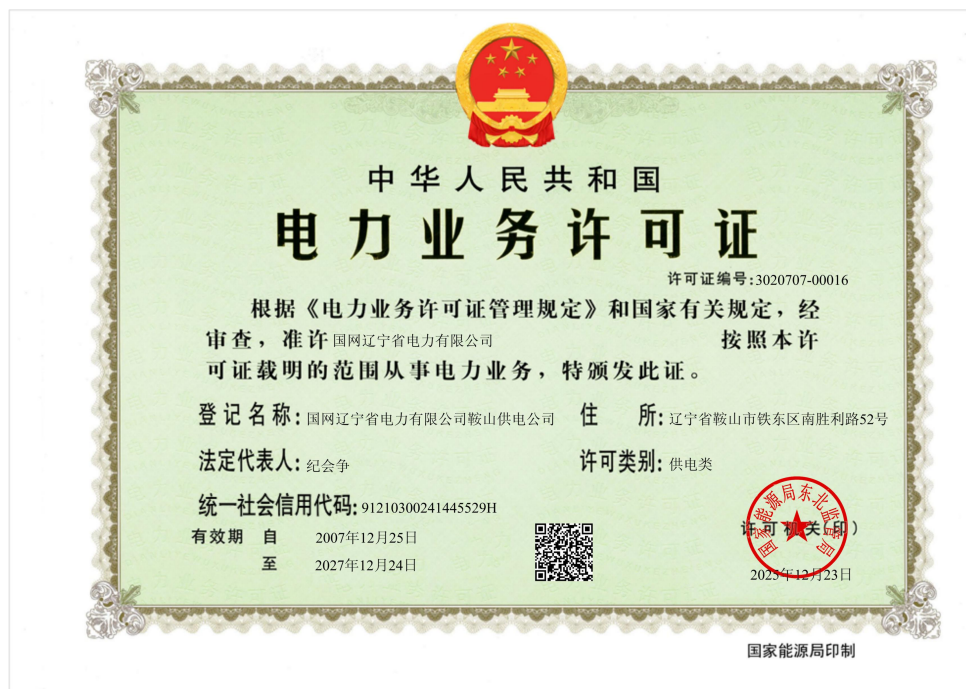 中华人民共和国
电力业务许可证
许可证编号:3020707-00016
根据《电力业务许可证管理规定》和国家有关规定，经
审查，准许国网辽宁省电力有限公司 按照本许
可证载明的范围从事电力业务，特颁发此证。
登记名称:国网辽宁省电力有限公司鞍山供电公司 住 所:辽宁省鞍山市铁东区南胜利路52号
法定代表人:纪会争 许可类别:供电类
统一社会信用代码:91210300241445529H
有效期 自 2007年12月25日
至 2027年12月24日
许可机关(印)
国家能源局东北监管局
2025年12月23日
国家能源局印制